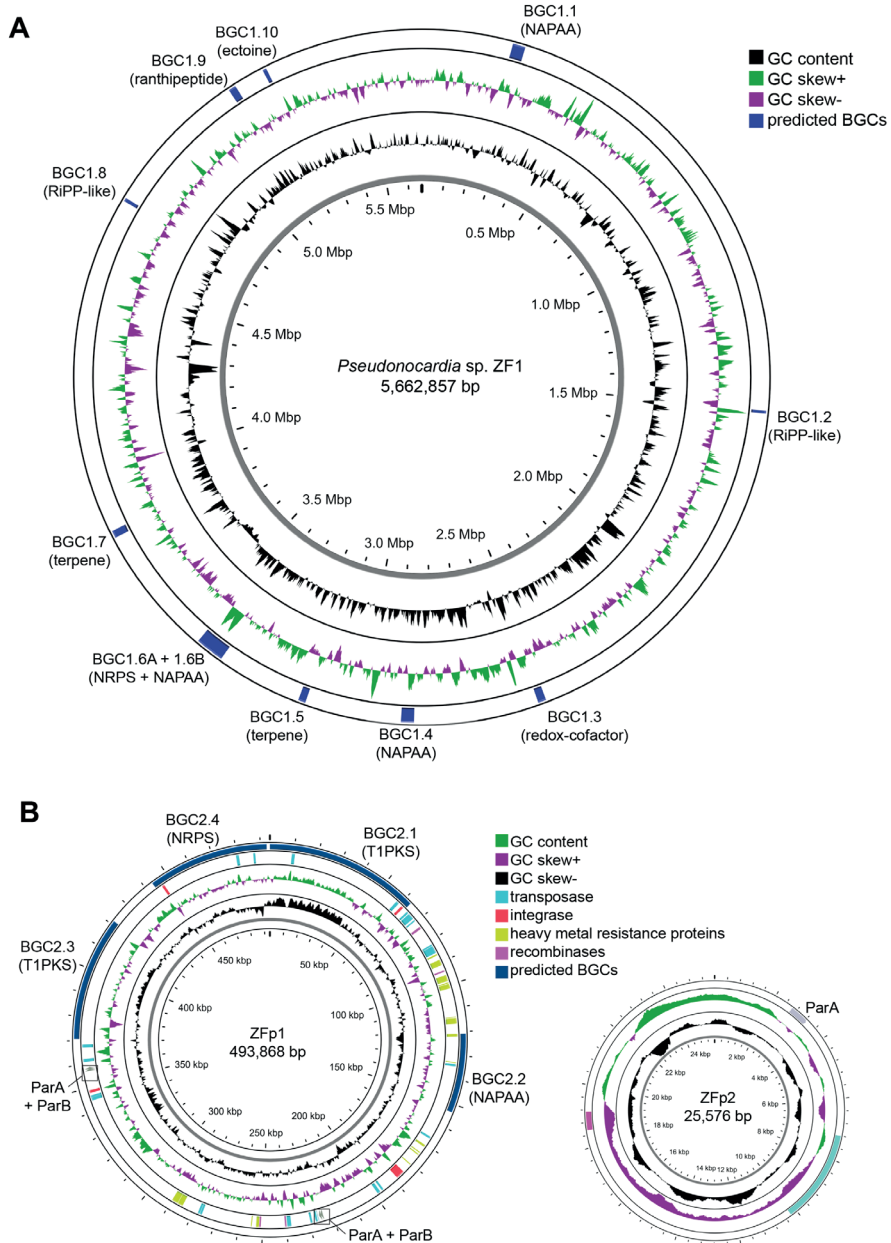 A
BGC1.1
(NAPAA)
BGC1.10
(ectoine)
BGC1.9
(ranthipeptide)
GC content
GC skew+
GC skew-
predicted BGCs
BGC1.8
(RiPP-like)
5.5 Mbp
0.5 Mbp
5.0 Mbp
1.0 Mbp
4.5 Mbp
Pseudonocardia sp. ZF1
5,662,857 bp
1.5 Mbp
4.0 Mbp
BGC1.2
(RiPP-like)
2.0 Mbp
3.5 Mbp
2.5 Mbp
3.0 Mbp
BGC1.7
(terpene)
BGC1.6A + 1.6B
(NRPS + NAPAA)
BGC1.5
(terpene)
BGC1.4
(NAPAA)
BGC1.3
(redox-cofactor)
B
BGC2.4
(NRPS)
BGC2.1
(T1PKS)
GC content
GC skew+
GC skew-
transposase
integrase
heavy metal resistance proteins
recombinases
predicted BGCs
BGC2.3
(T1PKS)
450 kbp
50 kbp
400 kbp
100 kbp
ZFp1
493,868 bp
350 kbp
150 kbp
300 kbp
200 kbp
250 kbp
BGC2.2
(NAPAA)
ParA
+ ParB
ParA + ParB
ParA
24 kbp
2 kbp
22 kbp
4 kbp
20 kbp
6 kbp
ZFp2
25,576 bp
18 kbp
8 kbp
16 kbp
10 kbp
14 kbp
12 kbp